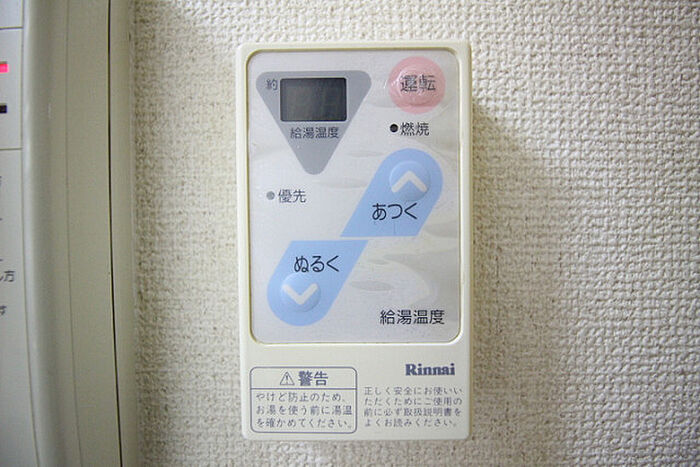 約
運転
給湯温度
燃焼
優先
あつく
ぬるく
給湯温度
警告
やけど防止のため、
お湯を使う前に湯温
を確かめてください。
Rinnai
正しく安全にお使いい
ただくためにご使用の
前に必ず取扱説明書を
よくお読みください。
し方
す